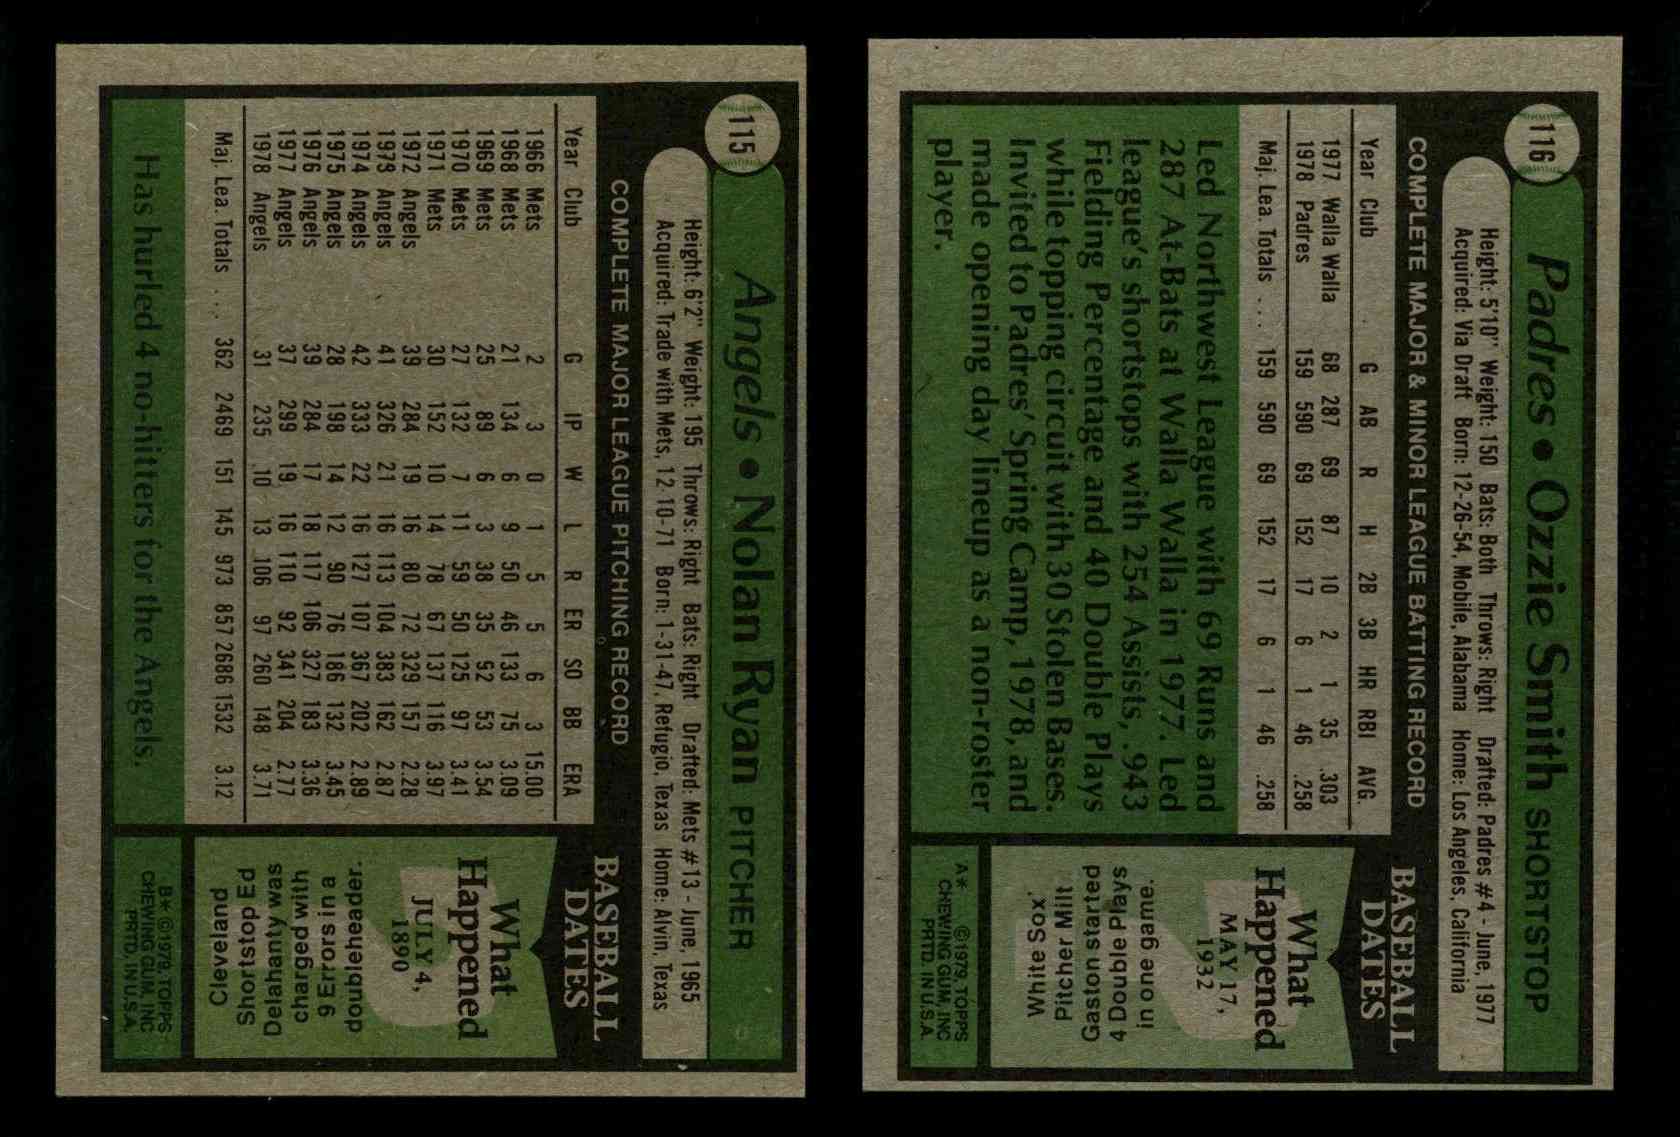 115
Angels • Nolan Ryan PITCHER
Height: 6'2" Weight: 195 Throws: Right Bats: Right Drafted: Mets #13 - June, 1965
Acquired: Trade with Mets, 12-10-71 Born: 1-31-47, Refugio, Texas Home: Alvin, Texas
COMPLETE MAJOR LEAGUE PITCHING RECORD
Year Club G IP W L R ER SO BB ERA
1966 Mets 2 3 0 1 5 5 6 3 15.00
1968 Mets 21 134 6 9 50 46 133 75 3.09
1969 Mets 25 89 6 3 38 35 92 53 3.54
1970 Mets 27 132 7 11 59 50 125 97 3.41
1971 Mets 30 152 10 14 78 67 137 116 3.97
1972 Angels 39 284 19 16 80 72 329 157 2.28
1973 Angels 41 326 21 16 113 104 383 162 2.87
1974 Angels 42 333 22 16 127 107 367 202 2.89
1975 Angels 28 198 14 12 90 76 186 132 3.45
1976 Angels 39 284 17 18 117 106 327 183 3.36
1977 Angels 37 299 19 16 110 92 341 204 2.77
1978 Angels 31 235 10 13 106 97 260 148 3.71
Maj. Lea. Totals . . . 362 2469 151 145 973 857 2686 1532 3.12
Has hurled 4 no-hitters for the Angels.
BASEBALL
DATES
What
Happened
JULY 4,
1890
Cleveland
Shortstop Ed
Delahanty was
charged with
9 Errors in a
doubleheader.
B* ©1979, TOPPS
CHEWING GUM, INC
PRTD. IN U.S.A.
116
Padres • Ozzie Smith SHORTSTOP
Height: 5'10" Weight: 150 Bats: Both Throws: Right Drafted: Padres #4 - June, 1977
Acquired: Via Draft Born: 12-26-54, Mobile, Alabama Home: Los Angeles, California
COMPLETE MAJOR & MINOR LEAGUE BATTING RECORD
Year Club G AB R H 2B 3B HR RBI AVG.
1977 Walla Walla 68 287 69 87 10 2 1 35 .303
1978 Padres 159 590 69 152 17 6 1 46 .258
Maj. Lea. Totals . . . 159 590 69 152 17 6 1 46 .258
Led Northwest League with 69 Runs and
287 At-Bats at Walla Walla in 1977. Led
league's shortstops with 254 Assists, .943
Fielding Percentage and 40 Double Plays
while topping circuit with 30 Stolen Bases.
Invited to Padres' Spring Camp, 1978, and
made opening day lineup as a non-roster
player.
BASEBALL
DATES
What
Happened
MAY 17,
1932
White Sox'
Pitcher Milt
Gaston started
4 Double Plays
in one game.
A* ©1979, TOPPS
CHEWING GUM, INC
PRTD. IN U.S.A.